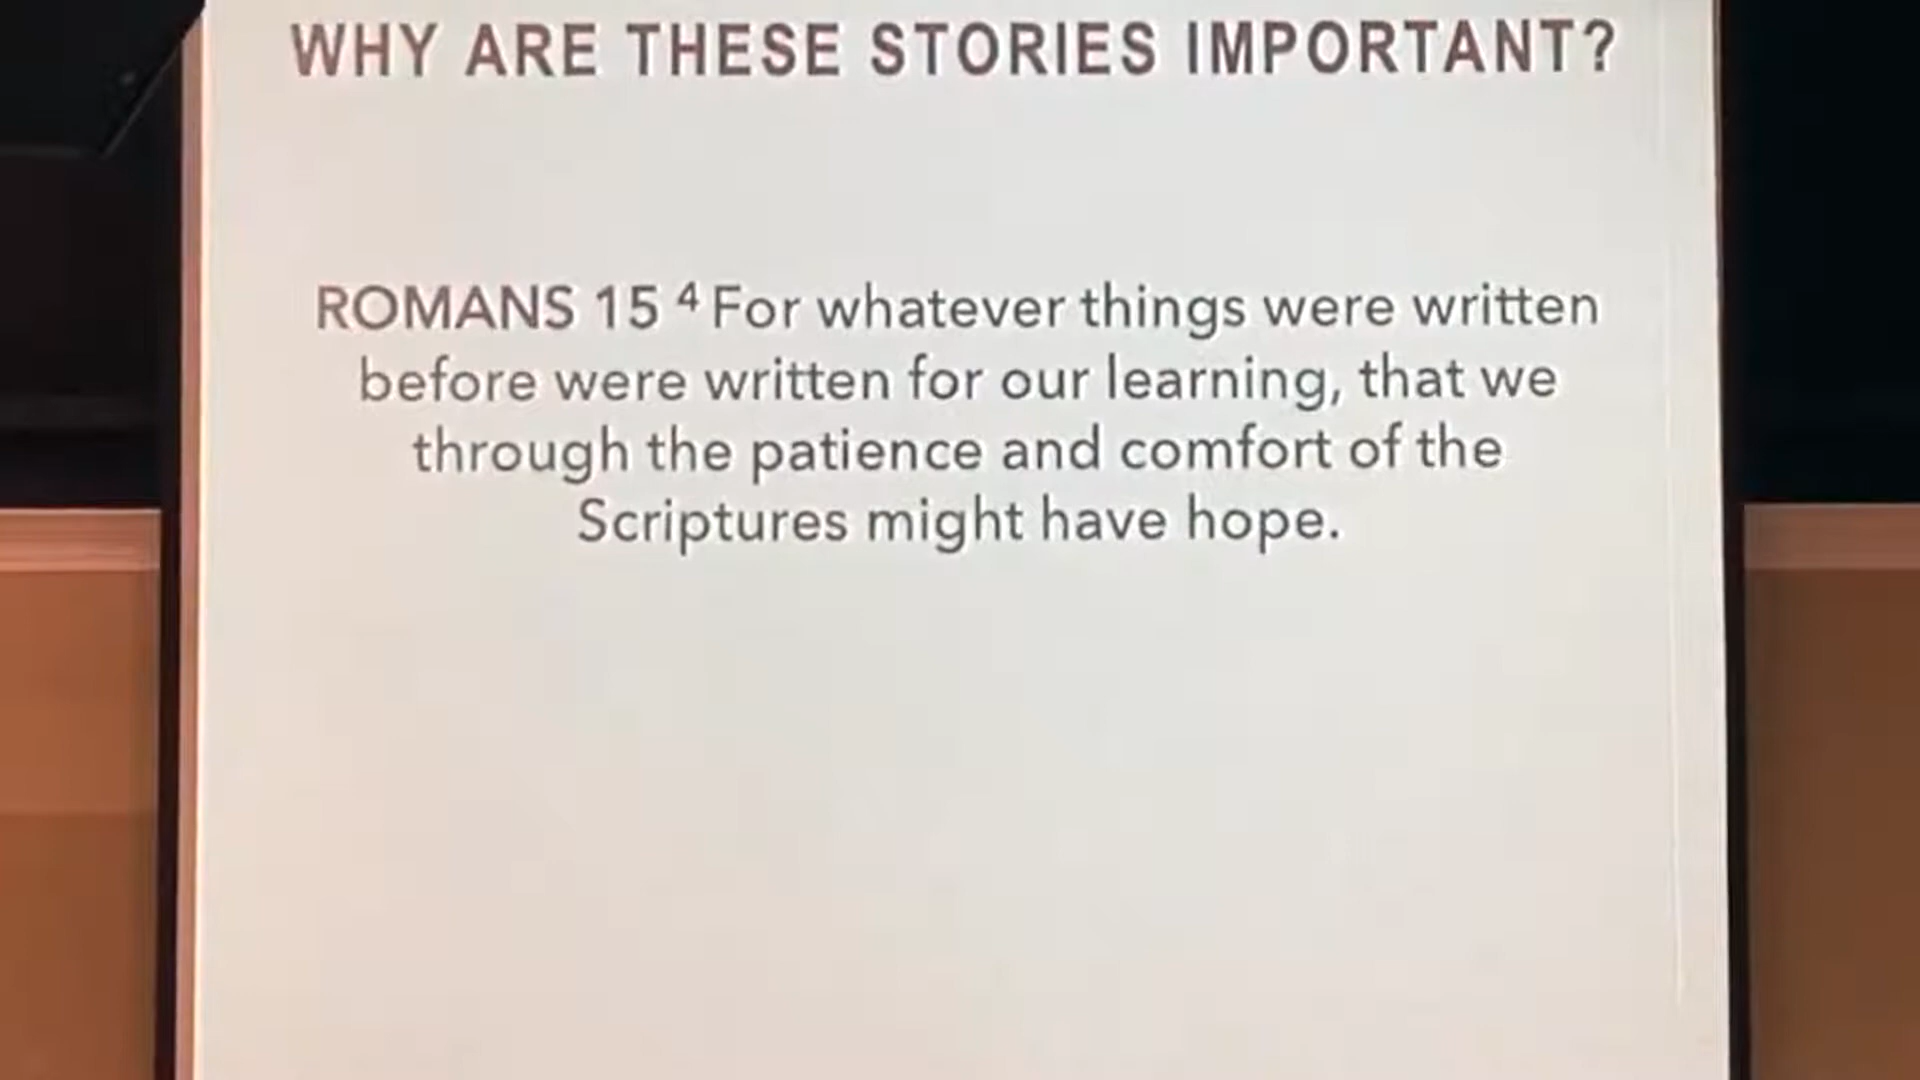 WHY ARE THESE STORIES IMPORTANT?
ROMANS 15 ⁴ For whatever things were written
before were written for our learning, that we
through the patience and comfort of the
Scriptures might have hope.